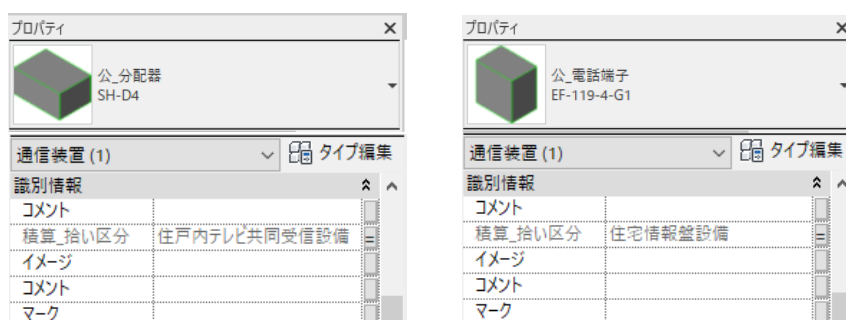 プロパティ
公_分配器
SH-D4
通信装置 (1)
タイプ編集
識別情報
コメント
積算_拾い区分 住戸内テレビ共同受信設備 =
イメージ
コメント
マーク
プロパティ
公_電話端子
EF-119-4-G1
通信装置 (1)
タイプ編集
識別情報
コメント
積算_拾い区分 住宅情報盤設備 =
イメージ
コメント
マーク